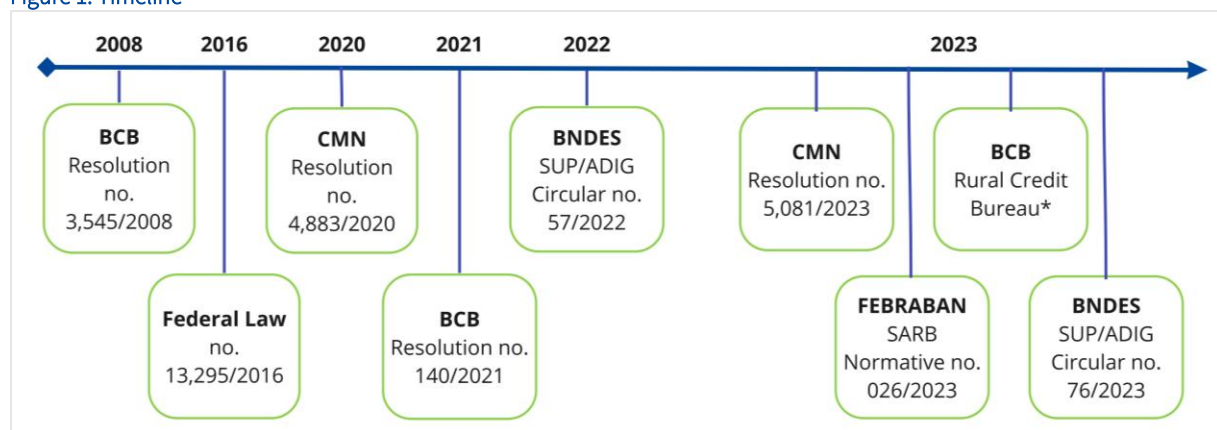 Figure 1. Timeline
2008 2016 2020 2021 2022 2023
BCB
Resolution
no.
3,545/2008
Federal Law
no.
13,295/2016
CMN
Resolution
no.
4,883/2020
BCB
Resolution no.
140/2021
BNDES
SUP/ADIG
Circular no.
57/2022
CMN
Resolution no.
5,081/2023
FEBRABAN
SARB
Normative no.
026/2023
BCB
Rural Credit
Bureau*
BNDES
SUP/ADIG
Circular no.
76/2023